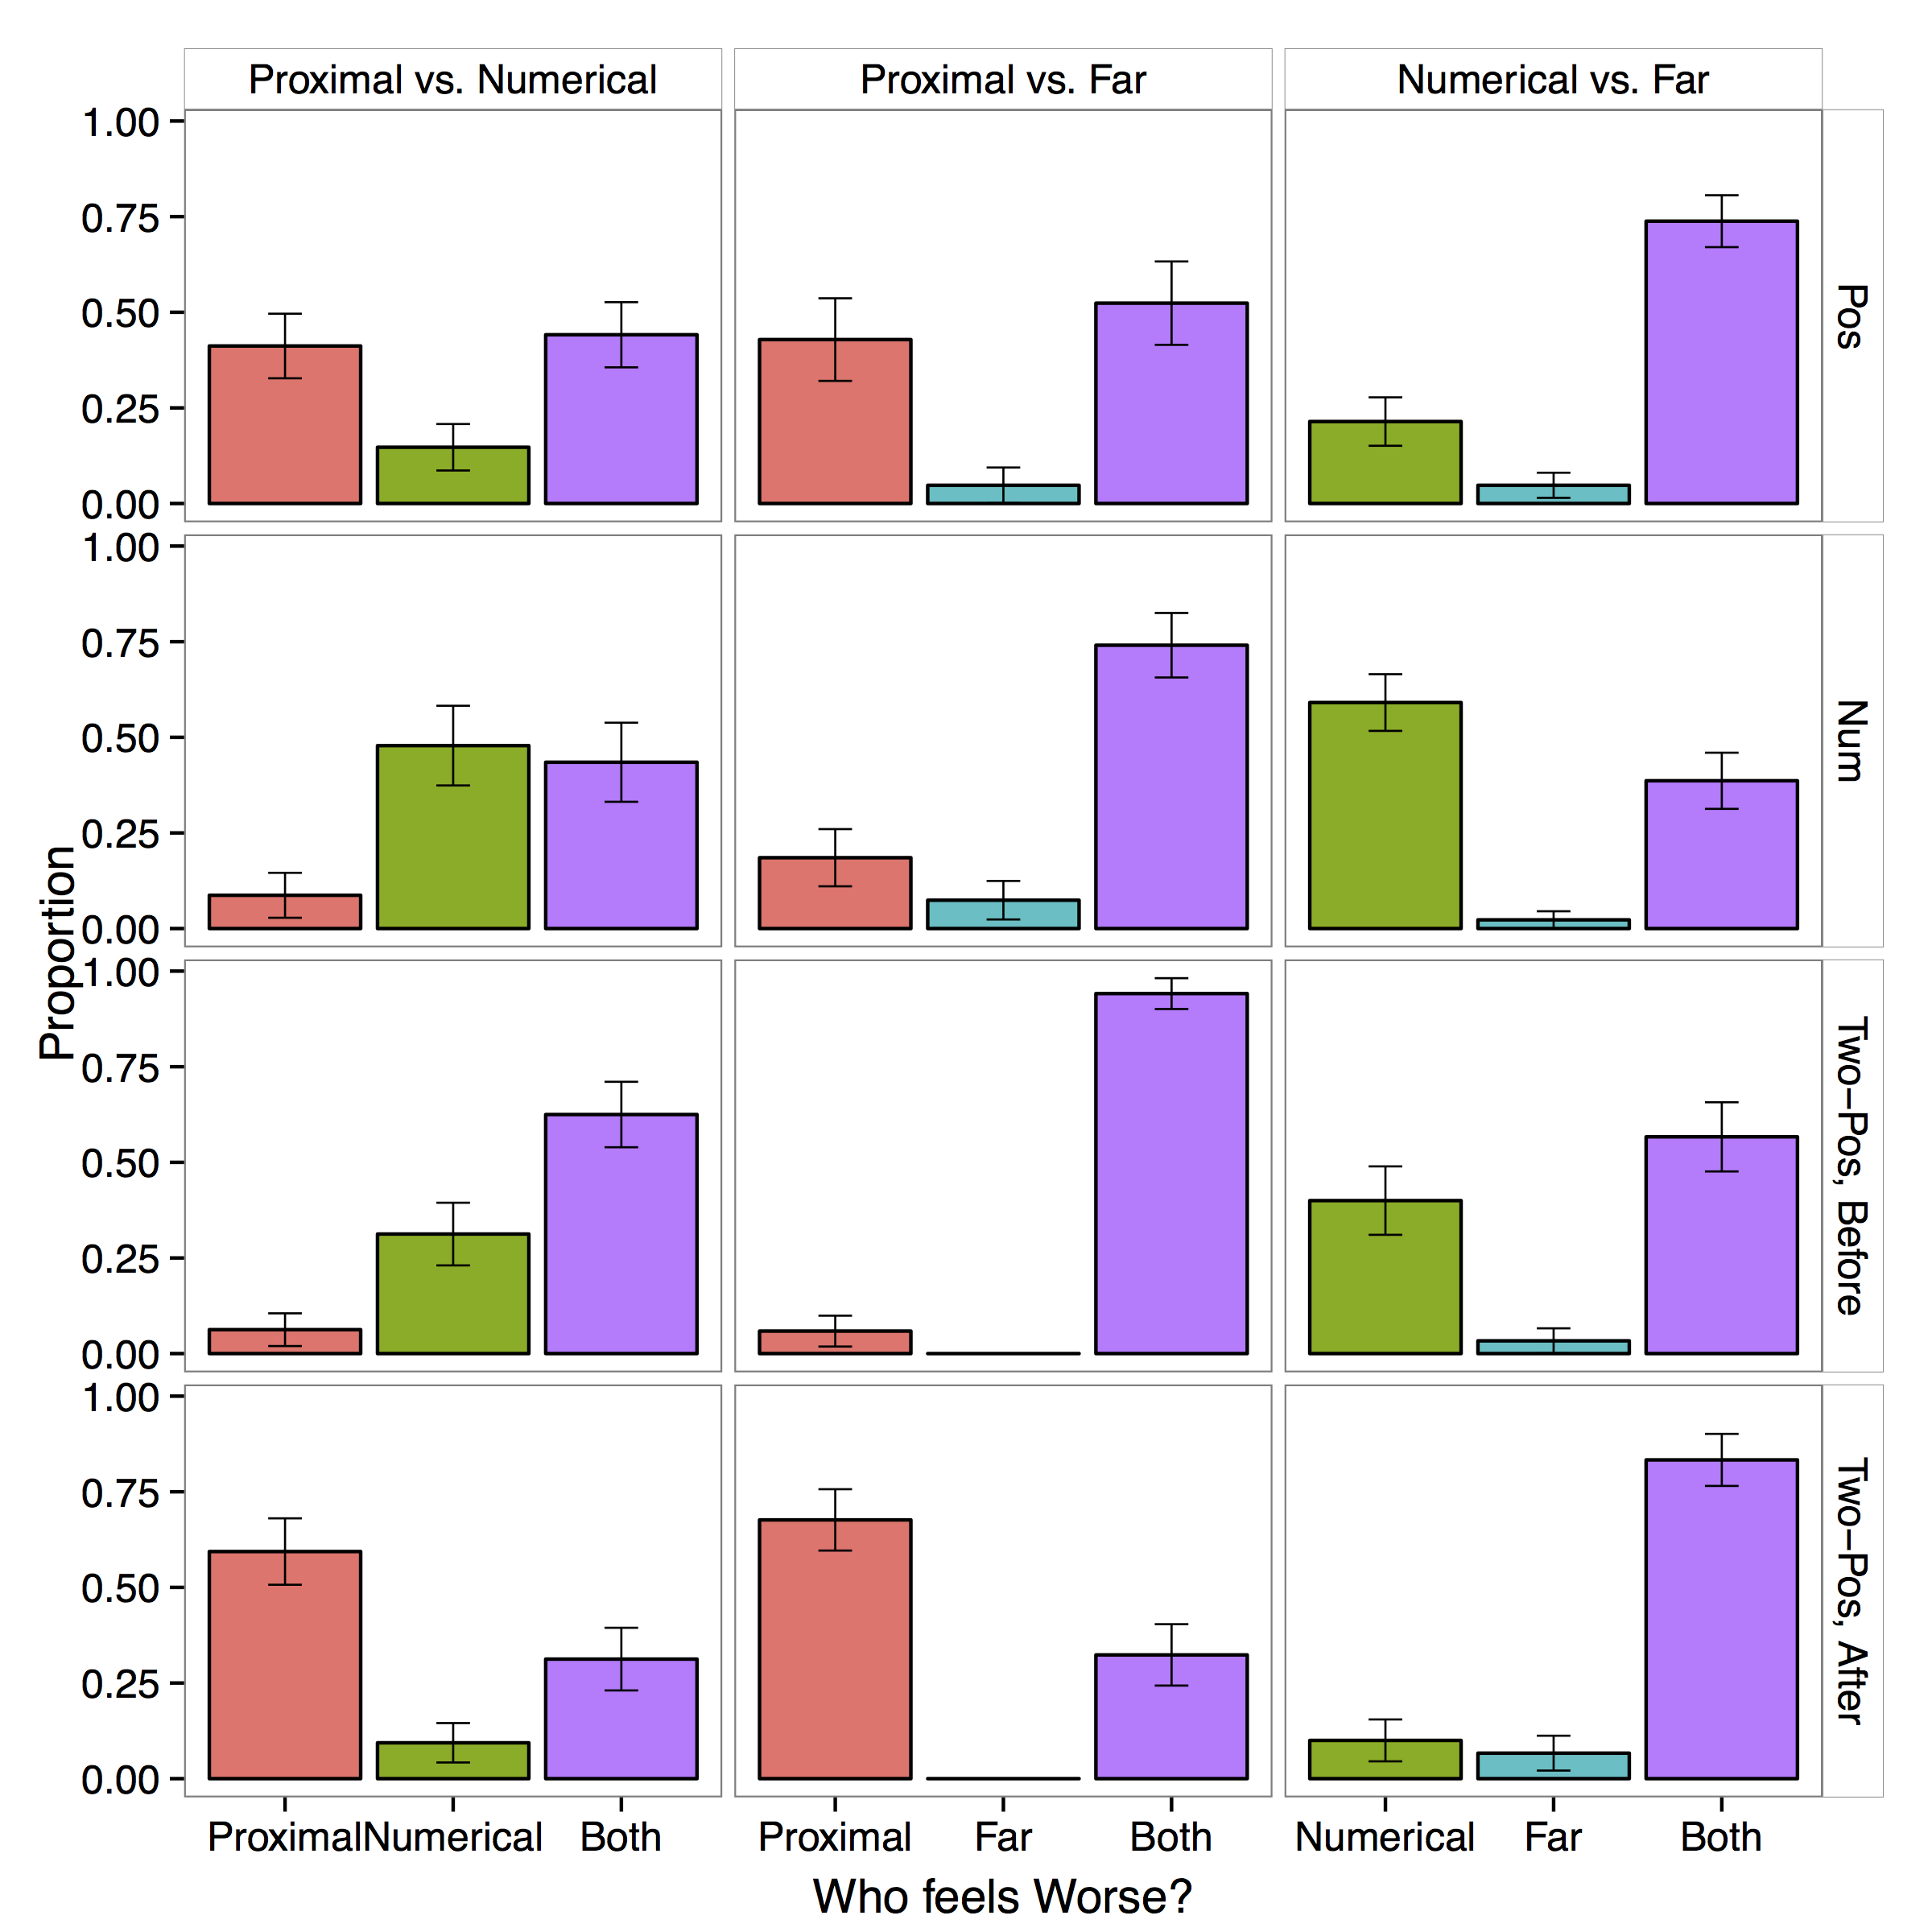 Proximal vs. Numerical
Proximal vs. Far
Numerical vs. Far
1.00
0.75
0.50
0.25
0.00
Pos
1.00
0.75
0.50
0.25
0.00
Num
1.00
0.75
0.50
0.25
0.00
Two−Pos, Before
1.00
0.75
0.50
0.25
0.00
Two−Pos, After
Proportion
Proximal Numerical Both
Proximal Far Both
Numerical Far Both
Who feels Worse?